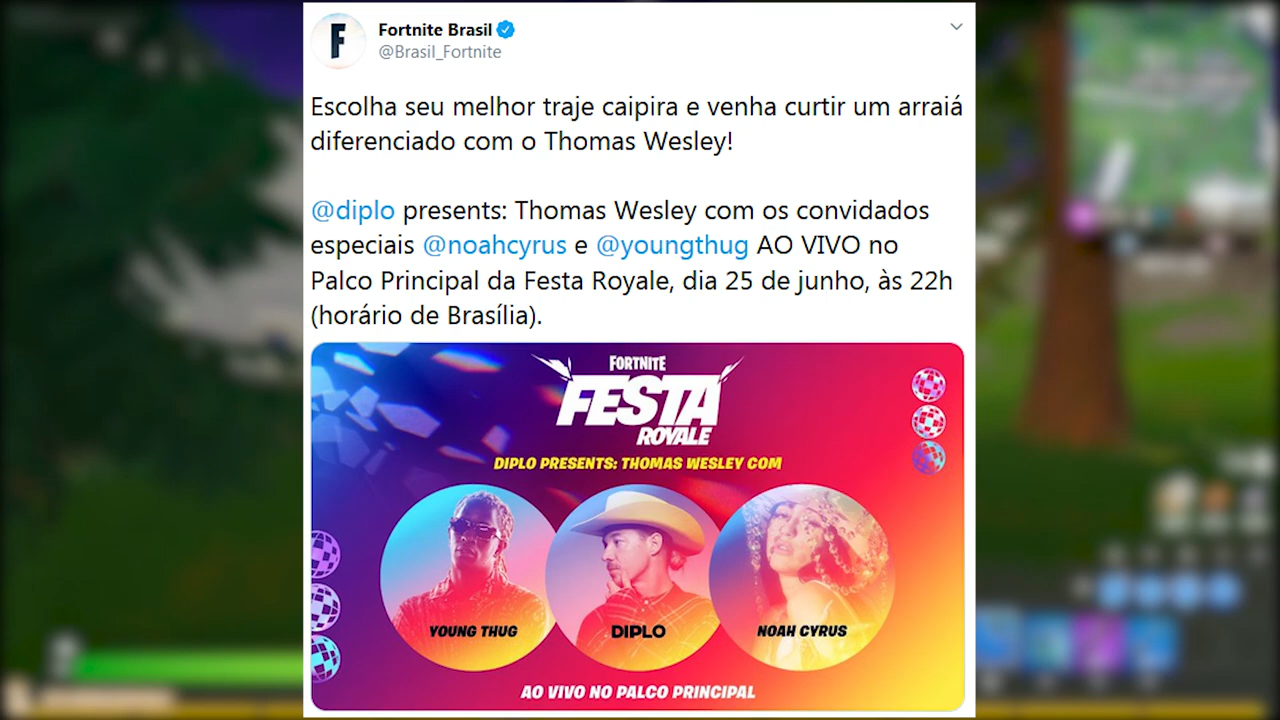 Fortnite Brasil
@Brasil_Fortnite
Escolha seu melhor traje caipira e venha curtir um arraiá
diferenciado com o Thomas Wesley!
@diplo presents: Thomas Wesley com os convidados
especiais @noahcyrus e @youngthug AO VIVO no
Palco Principal da Festa Royale, dia 25 de junho, às 22h
(horário de Brasília).
FORTNITE
FESTA
ROYALE
DIPLO PRESENTS: THOMAS WESLEY COM
YOUNG THUG
DIPLO
NOAH CYRUS
AO VIVO NO PALCO PRINCIPAL